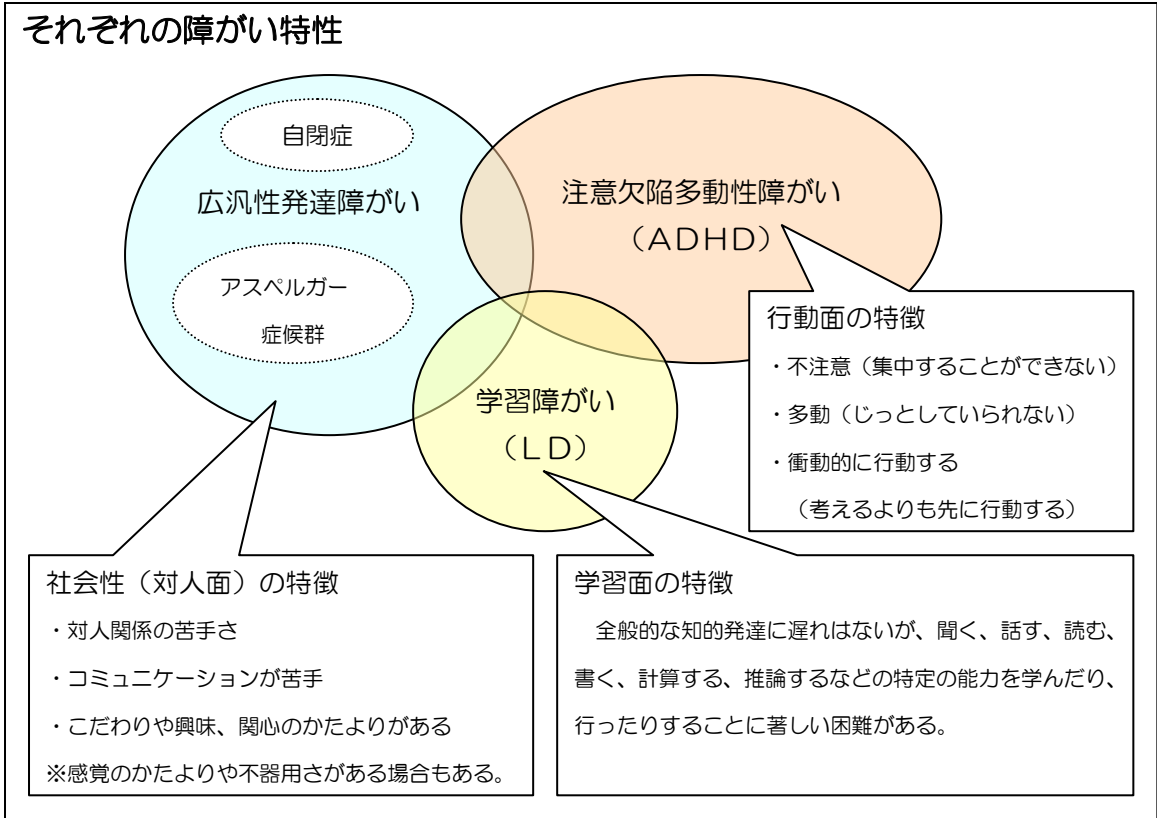 それぞれの障がい特性
自閉症
広汎性発達障がい
アスペルガー
症候群
注意欠陥多動性障がい
（ＡＤＨＤ）
学習障がい
（ＬＤ）
行動面の特徴
・不注意（集中することができない）
・多動（じっとしていられない）
・衝動的に行動する
（考えるよりも先に行動する）
社会性（対人面）の特徴
・対人関係の苦手さ
・コミュニケーションが苦手
・こだわりや興味、関心のかたよりがある
※感覚のかたよりや不器用さがある場合もある。
学習面の特徴
全般的な知的発達に遅れはないが、聞く、話す、読む、
書く、計算する、推論するなどの特定の能力を学んだり、
行ったりすることに著しい困難がある。